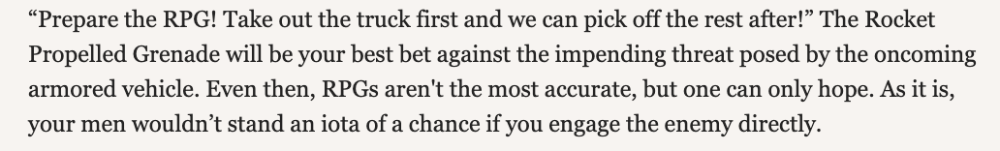 “Prepare the RPG! Take out the truck first and we can pick off the rest after!” The Rocket
Propelled Grenade will be your best bet against the impending threat posed by the oncoming
armored vehicle. Even then, RPGs aren't the most accurate, but one can only hope. As it is,
your men wouldn’t stand an iota of a chance if you engage the enemy directly.